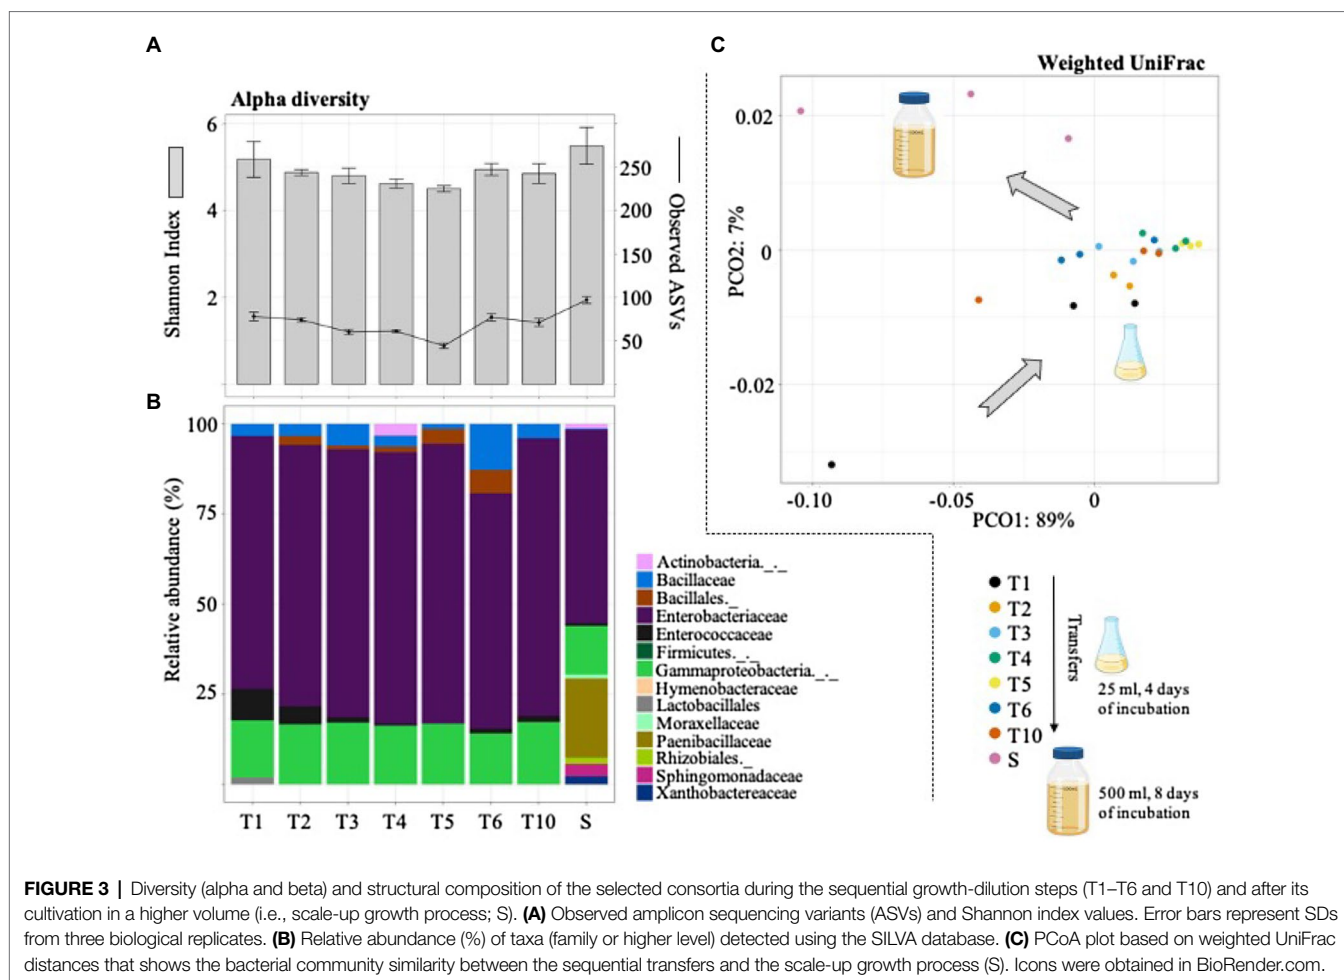 A
Alpha diversity
6
4
2
Shannon Index
250
200
150
100
50
Observed ASVs
B
100
75
50
25
Relative abundance (%)
T1 T2 T3 T4 T5 T6 T10 S
Actinobacteria._._
Bacillaceae
Bacillales._
Enterobacteriaceae
Enterococcaceae
Firmicutes._._
Gammaproteobacteria._._
Hymenobacteraceae
Lactobacillales
Moraxellaceae
Paenibacillaceae
Rhizobiales._
Sphingomonadaceae
Xanthobactereaceae
C
Weighted UniFrac
0.02
0
-0.02
PCO2: 7%
-0.10 -0.05 0
PCO1: 89%
T1
T2
T3
T4
T5
T6
T10
S
Transfers
25 ml, 4 days
of incubation
500 ml, 8 days
of incubation
FIGURE 3 | Diversity (alpha and beta) and structural composition of the selected consortia during the sequential growth-dilution steps (T1–T6 and T10) and after its
cultivation in a higher volume (i.e., scale-up growth process; S). (A) Observed amplicon sequencing variants (ASVs) and Shannon index values. Error bars represent SDs
from three biological replicates. (B) Relative abundance (%) of taxa (family or higher level) detected using the SILVA database. (C) PCoA plot based on weighted UniFrac
distances that shows the bacterial community similarity between the sequential transfers and the scale-up growth process (S). Icons were obtained in BioRender.com.